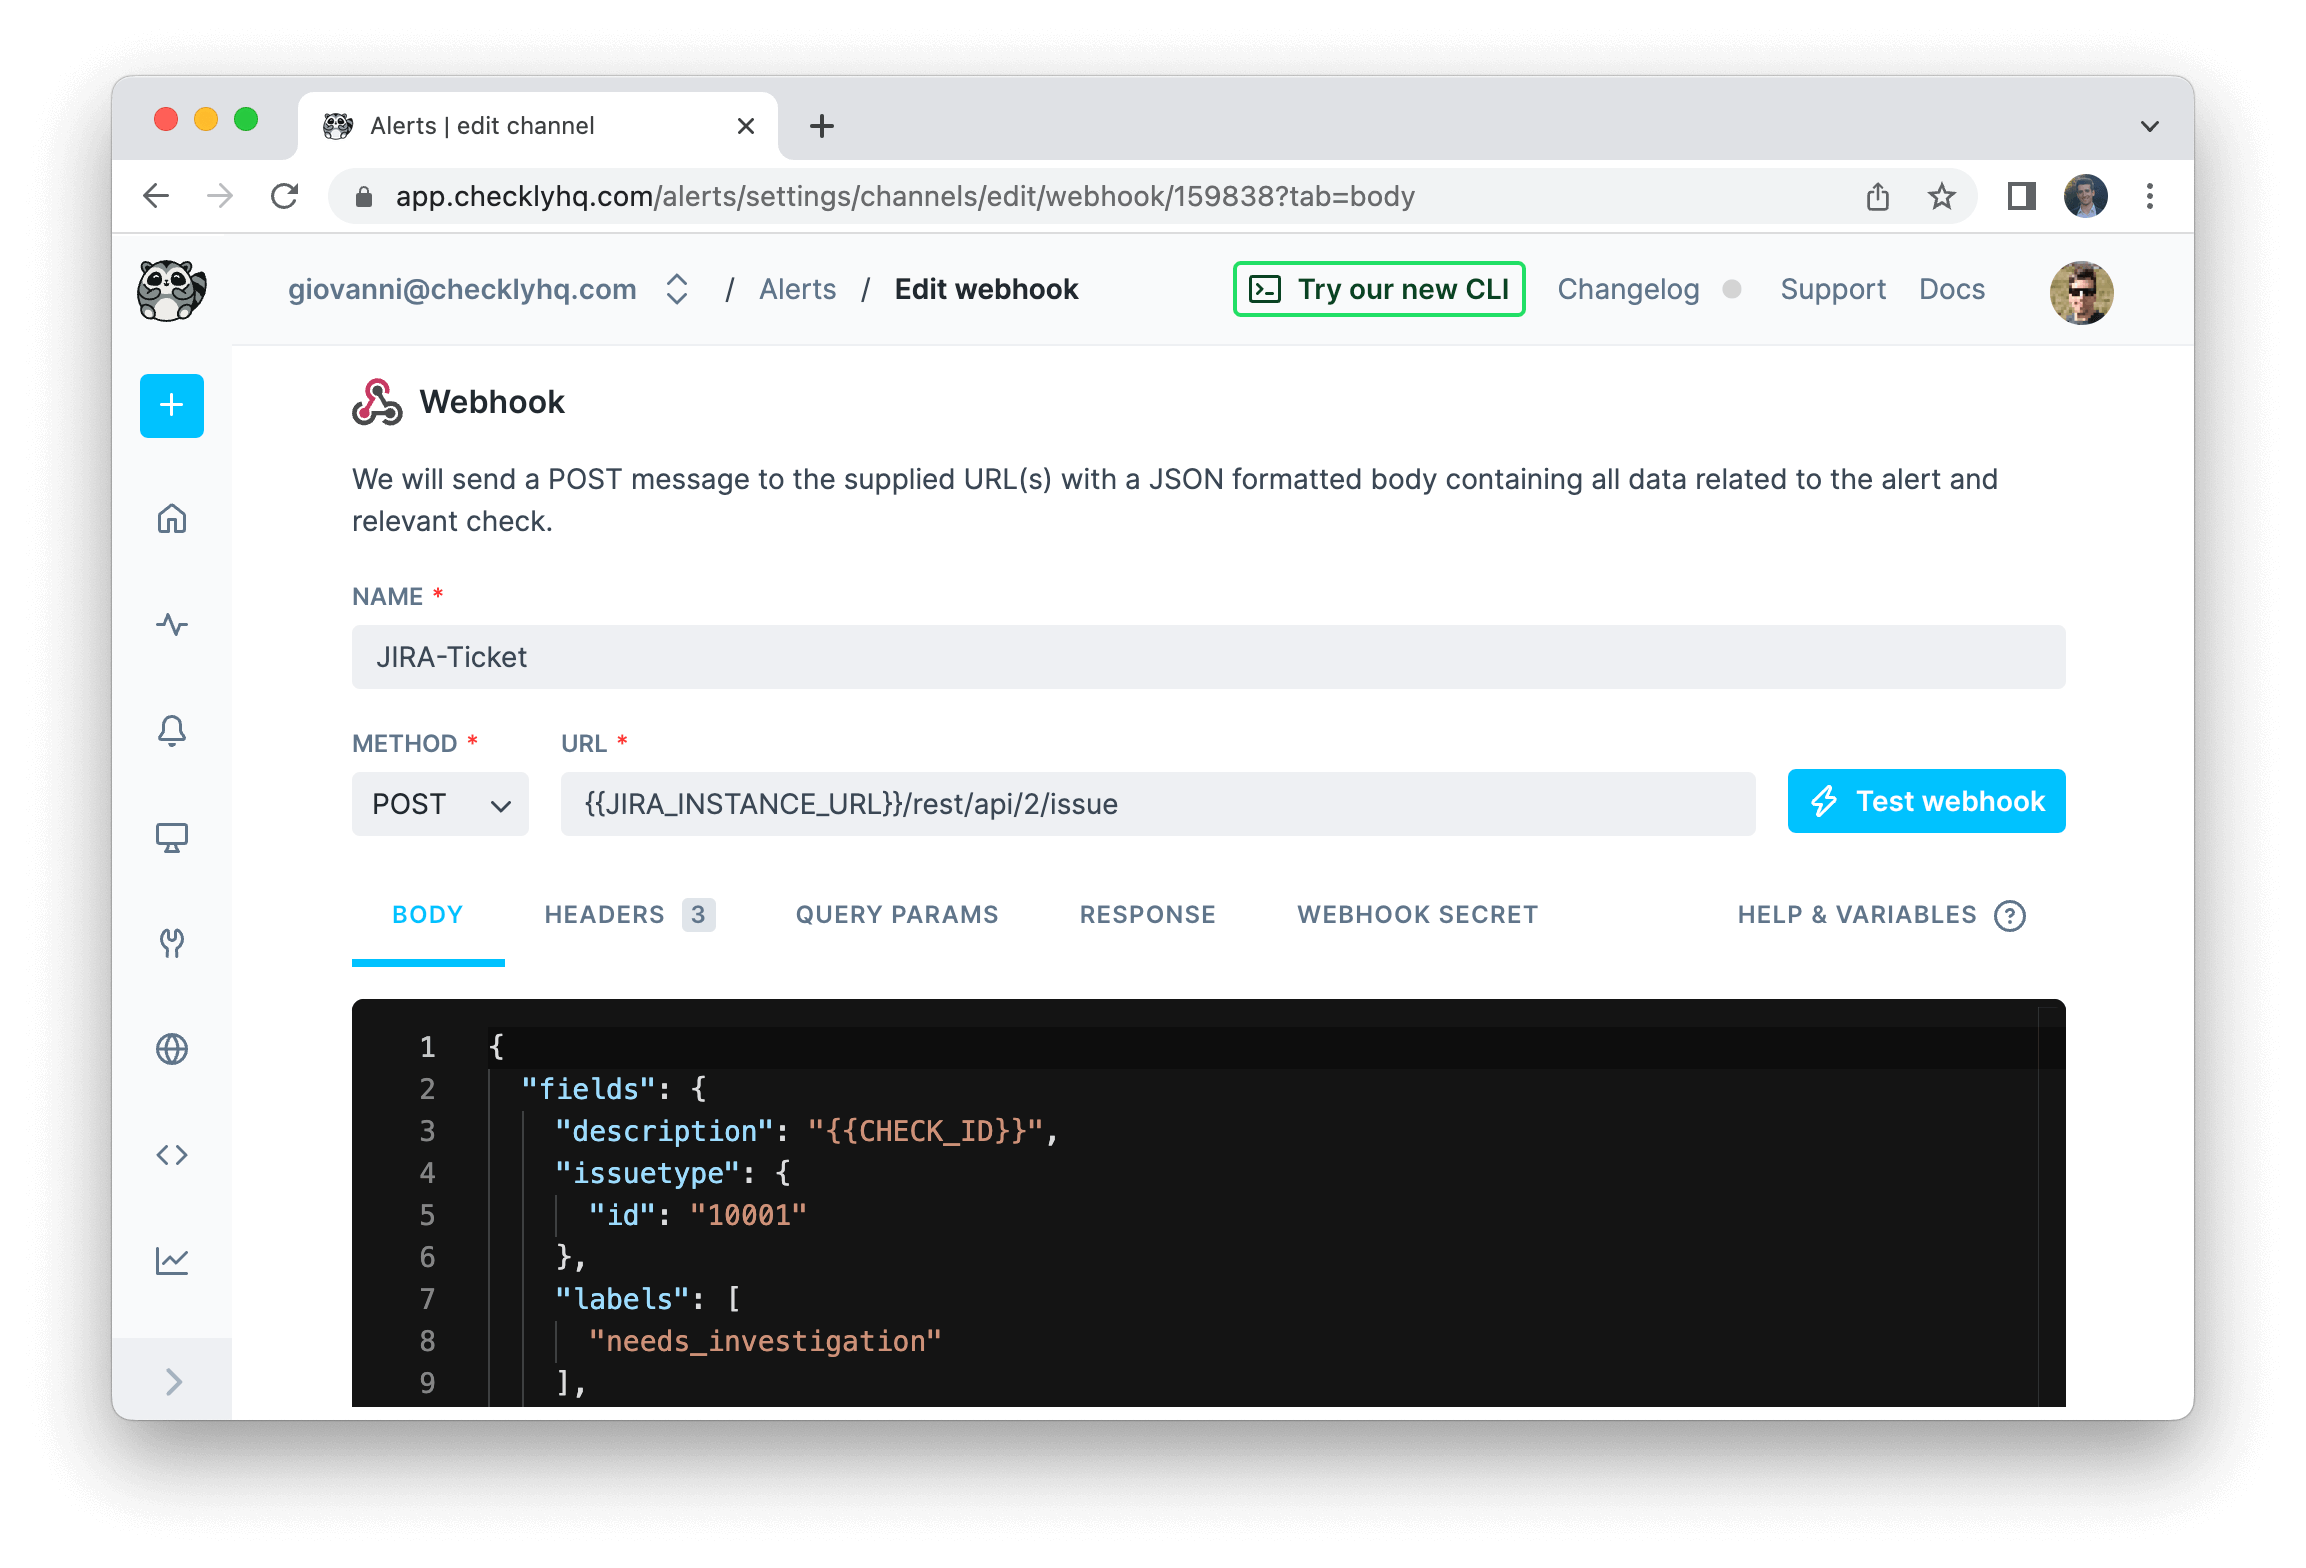 Alerts | edit channel
app.checklyhq.com/alerts/settings/channels/edit/webhook/159838?tab=body
giovanni@checklyhq.com / Alerts / Edit webhook Try our new CLI Changelog Support Docs
Webhook
We will send a POST message to the supplied URL(s) with a JSON formatted body containing all data related to the alert and
relevant check.
NAME *
JIRA-Ticket
METHOD * URL *
POST {{JIRA_INSTANCE_URL}}/rest/api/2/issue Test webhook
BODY HEADERS 3 QUERY PARAMS RESPONSE WEBHOOK SECRET HELP & VARIABLES ?
1 {
2 "fields": {
3 "description": "{{CHECK_ID}}",
4 "issuetype": {
5 "id": "10001"
6 },
7 "labels": [
8 "needs_investigation"
9 ],